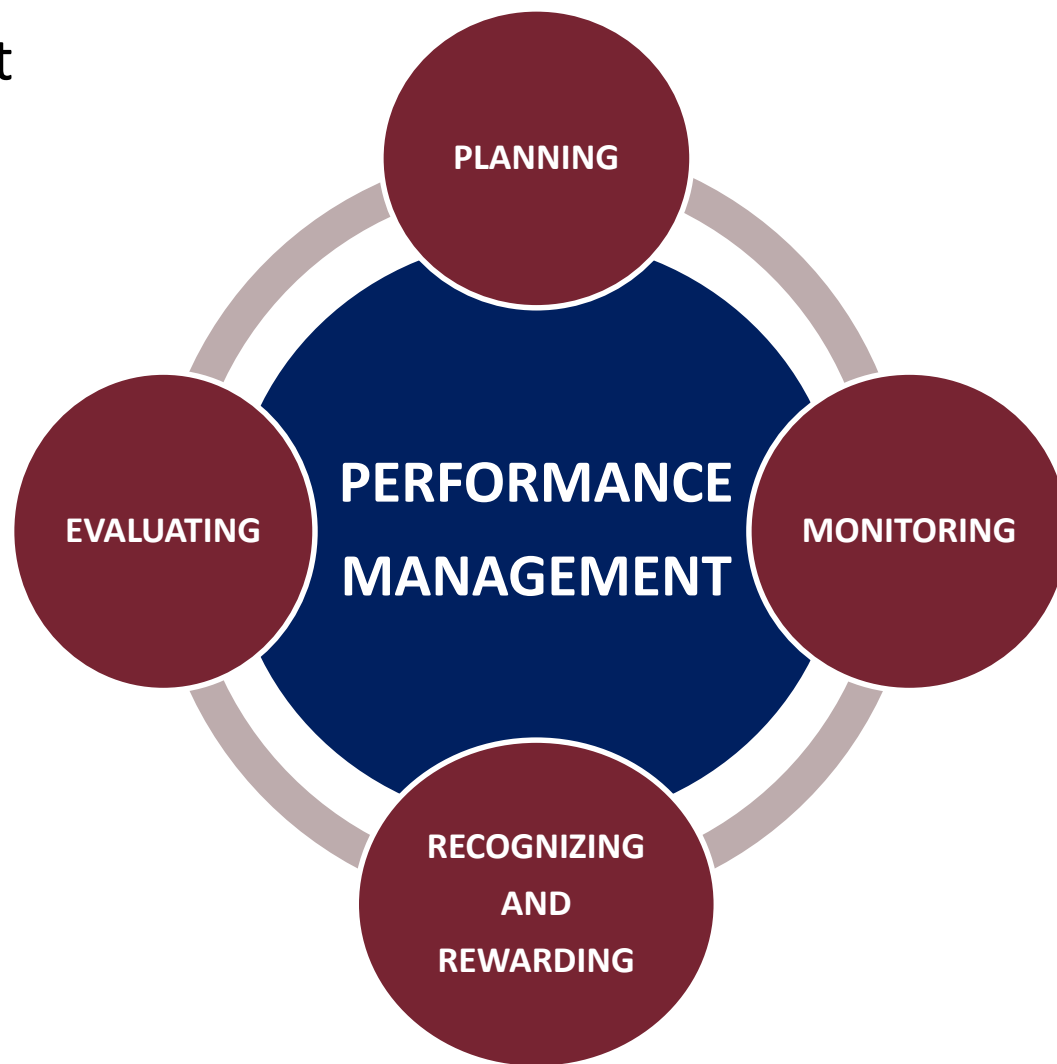 t
PLANNING
PERFORMANCE
MANAGEMENT
EVALUATING
MONITORING
RECOGNIZING
AND
REWARDING